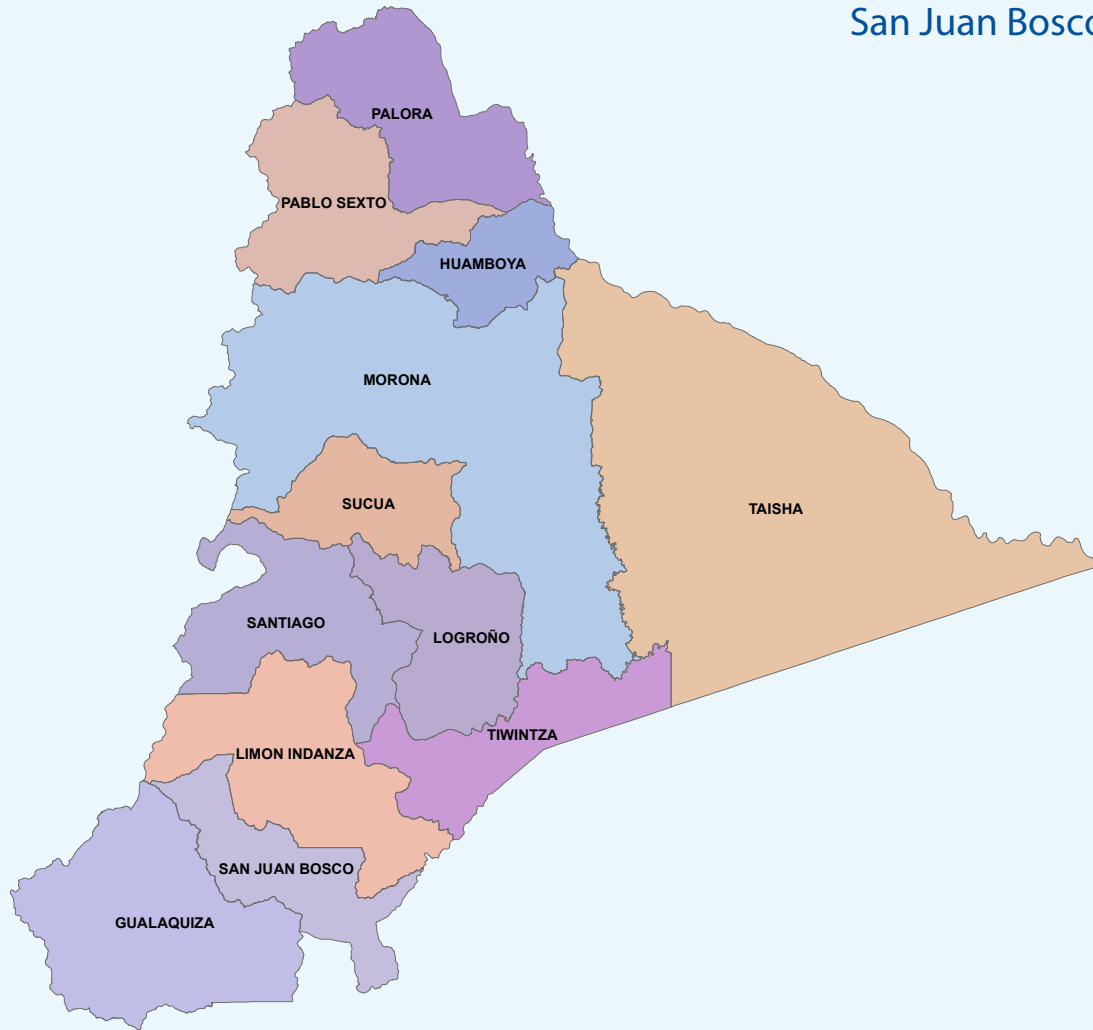 San Juan Bosco
PALORA
PABLO SEXTO
HUAMBOYA
MORONA
SUCUA
TAISHA
SANTIAGO
LOGROÑO
TIWINTZA
LIMON INDANZA
SAN JUAN BOSCO
GUALAQUIZA